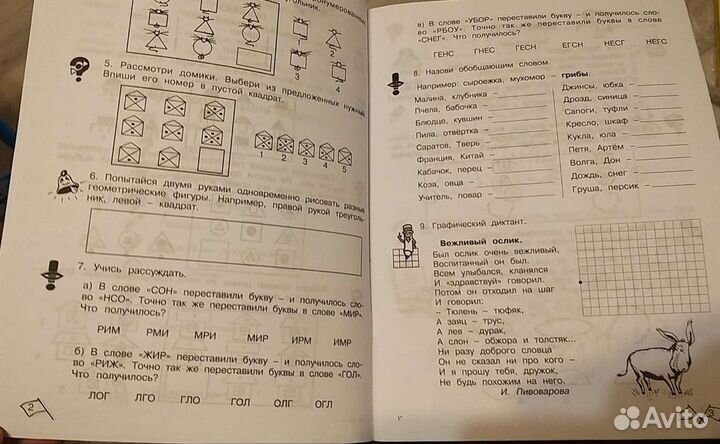 онумерованных
угольник.
3
4
5. Рассмотри домики. Выбери из предложенных нужный.
Впиши его номер в пустой квадрат.
1 2 3 4 5
6. Попытайся двумя руками одновременно рисовать разные
геометрические фигуры. Например, правой рукой треуголь-
ник, левой – квадрат.
7. Учись рассуждать.
а) В слове «СОН» переставили букву – и получилось сло-
во «НСО». Точно так же переставили буквы в слове «МИР».
Что получилось?
РИМ РМИ МРИ МИР ИРМ ИМР
б) В слове «ЖИР» переставили букву – и получилось сло-
во «РИЖ». Точно так же переставили буквы в слове «ГОЛ».
Что получилось?
ЛОГ ЛГО ГЛО ГОЛ ОЛГ ОГЛ
2
в) В слове «УБОР» переставили букву – и получилось сло-
во «РБОУ». Точно так же переставили буквы в слове
«СНЕГ». Что получилось?
ГЕНС ГНЕС ГЕСН ЕГСН НЕСГ НЕГС
8. Назови обобщающим словом.
Например: сыроежка, мухомор – грибы.
Малина, клубника –
Пчела, бабочка –
Блюдце, кувшин –
Пила, отвёртка –
Саратов, Тверь –
Франция, Китай –
Кабачок, перец –
Коза, овца –
Учитель, повар –
Джинсы, юбка –
Дрозд, синица –
Сапоги, туфли –
Кресло, шкаф –
Кукла, юла –
Петя, Артём –
Волга, Дон –
Дождь, снег –
Груша, персик –
9. Графический диктант.
Вежливый ослик.
Был ослик очень вежливый,
Воспитанный он был.
Всем улыбался, кланялся
И «здравствуй» говорил.
Потом он отходил на шаг
И говорил:
– Тюлень – тюфяк,
А заяц – трус,
А лев – дурак,
А слон – обжора и толстяк...
Ни разу доброго словца
Он не сказал ни про кого –
И я прошу тебя, дружок,
Не будь похожим на него.
И. Пивоварова
3
Avito